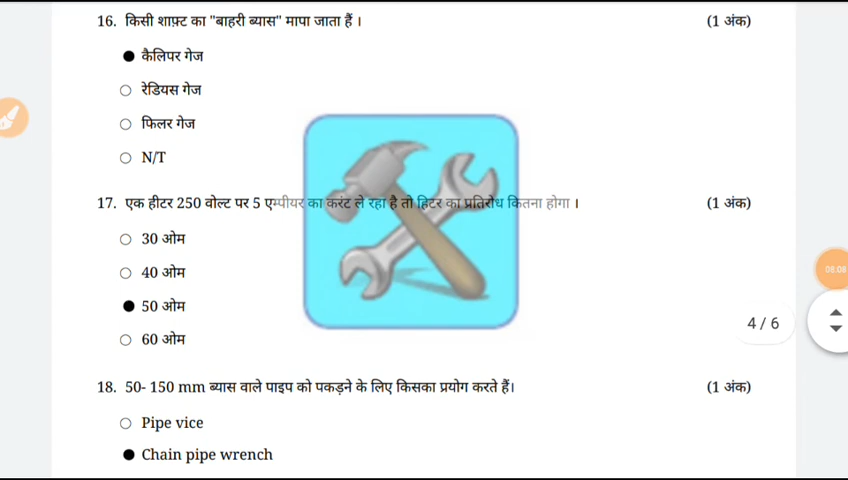 16. किसी शाफ़्ट का "बाहरी ब्यास" मापा जाता हैं । (1 अंक)
कैलिपर गेज
रेडियस गेज
फिलर गेज
N/T
17. एक हीटर 250 वोल्ट पर 5 एम्पीयर का करंट ले रहा है तो हिटर का प्रतिरोध कितना होगा । (1 अंक)
30 ओम
40 ओम
08:08
50 ओम
4 / 6
60 ओम
18. 50- 150 mm ब्यास वाले पाइप को पकड़ने के लिए किसका प्रयोग करते हैं। (1 अंक)
Pipe vice
Chain pipe wrench